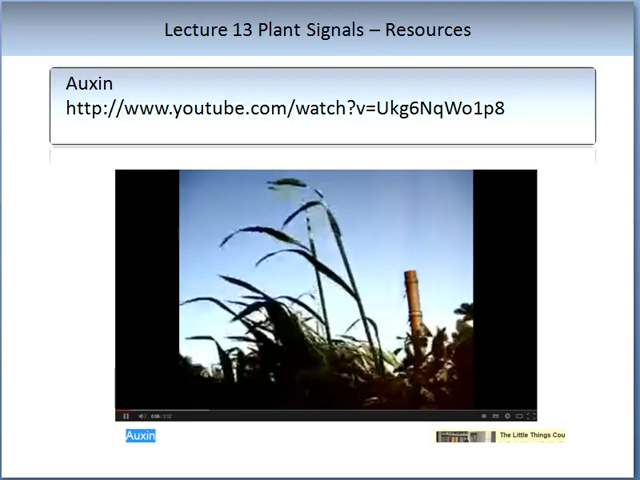 Lecture 13 Plant Signals – Resources
Auxin
http://www.youtube.com/watch?v=Ukg6NqWo1p8
Auxin
The Little Things Cou